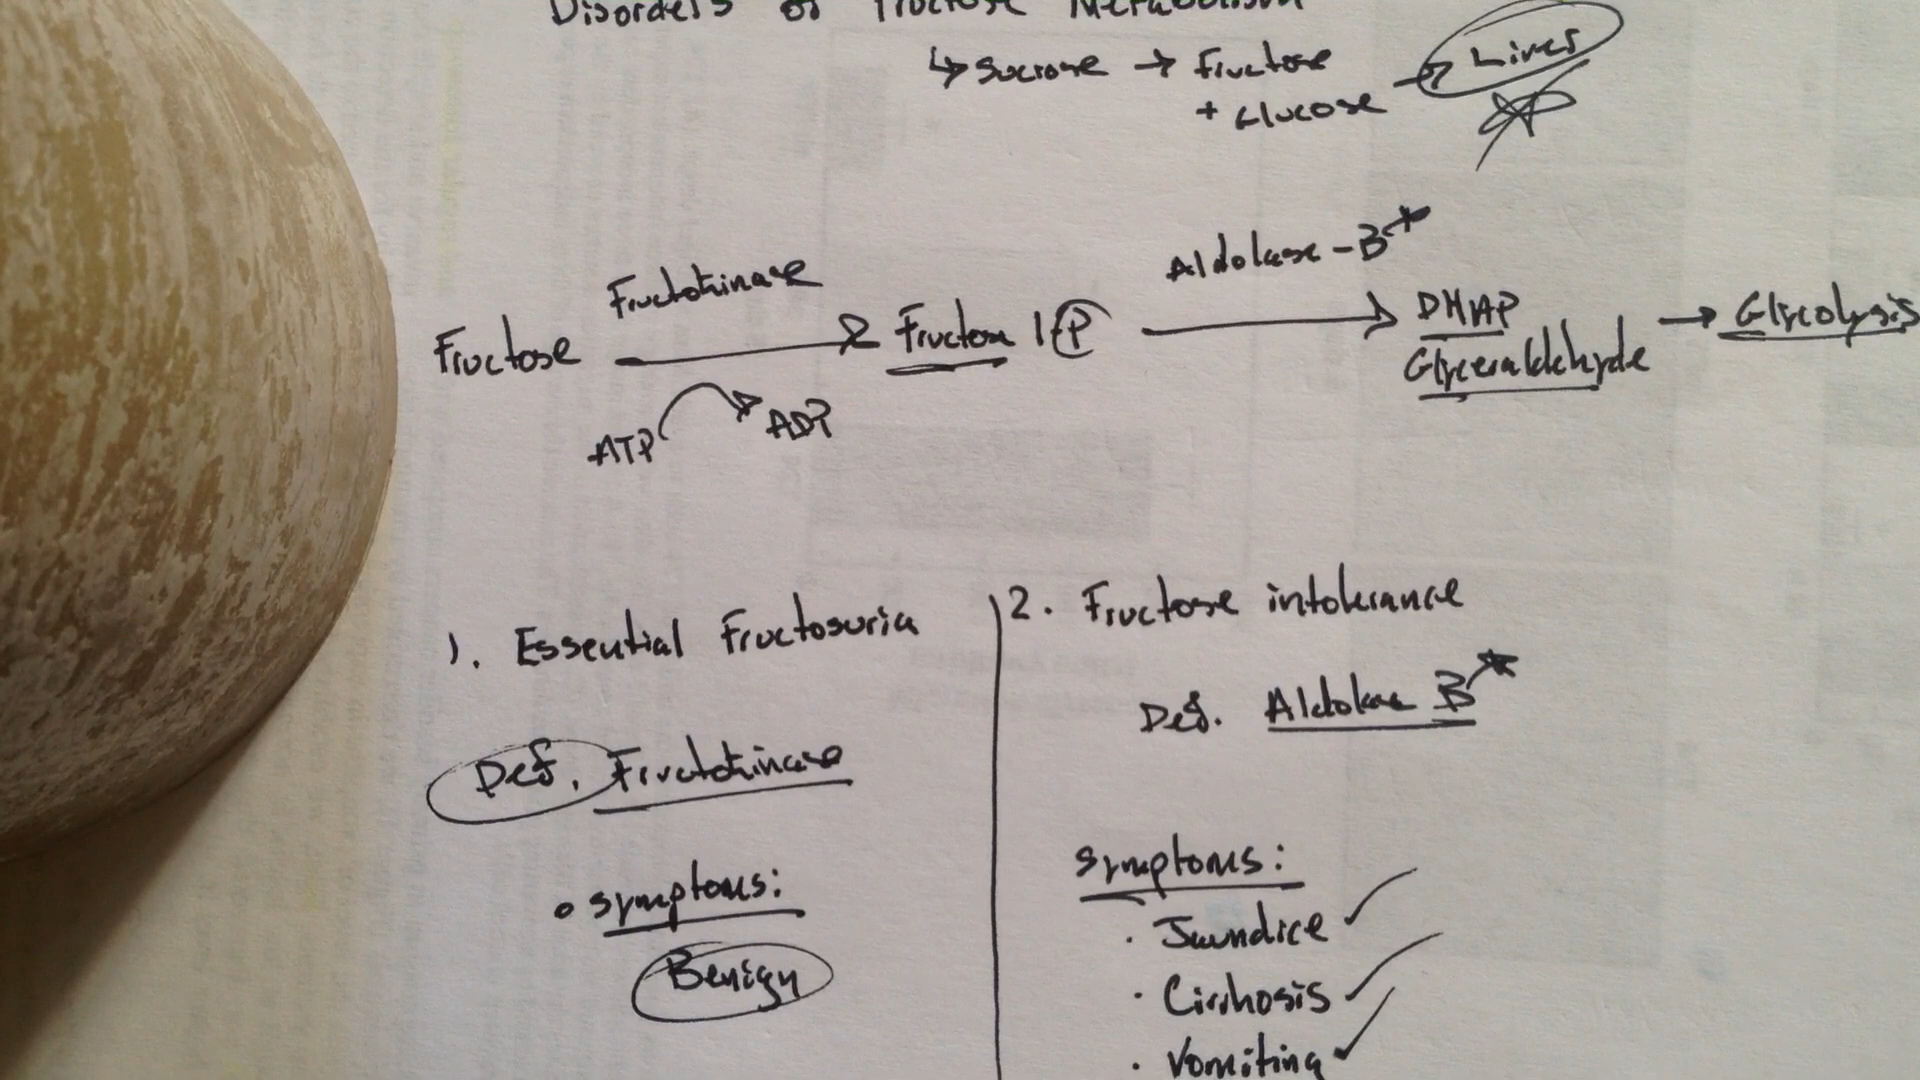 Disorders of Fructose Metabolism
↳ Sucrose → Fructose + Glucose → Liver
Fructokinase
Aldolase-B
Fructose → Fructose 1-P → DMAP
Glyceraldehyde → Glycolysis
ATP → ADP
1. Essential Fructosuria
Def. Fructokinase
symptoms:
Benign
2. Fructose intolerance
Def. Aldolase B
symptoms:
· Jaundice ✓
· Cirrhosis ✓
· Vomiting ✓